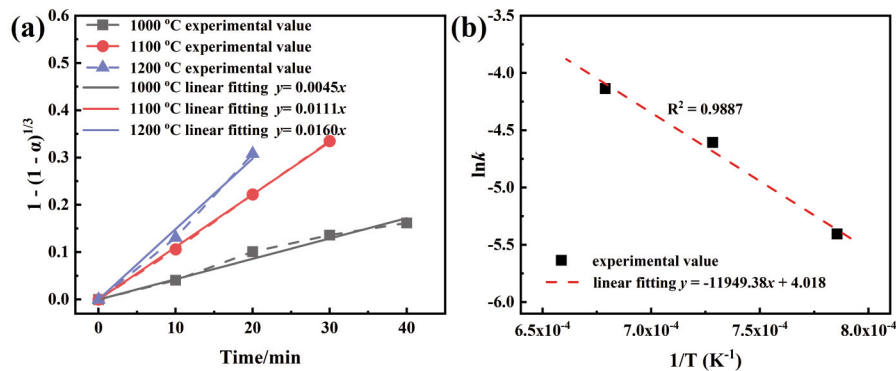 (a)
1000 °C experimental value
1100 °C experimental value
1200 °C experimental value
1000 °C linear fitting y= 0.0045x
1100 °C linear fitting y= 0.0111x
1200 °C linear fitting y= 0.0160x
1 - (1 - α)^1/3
0.6
0.5
0.4
0.3
0.2
0.1
0.0
0
10
20
30
40
Time/min
(b)
R² = 0.9887
experimental value
linear fitting y = -11949.38x + 4.018
lnk
-3.5
-4.0
-4.5
-5.0
-5.5
-6.0
6.5x10⁻⁴
7.0x10⁻⁴
7.5x10⁻⁴
8.0x10⁻⁴
1/T (K⁻¹)